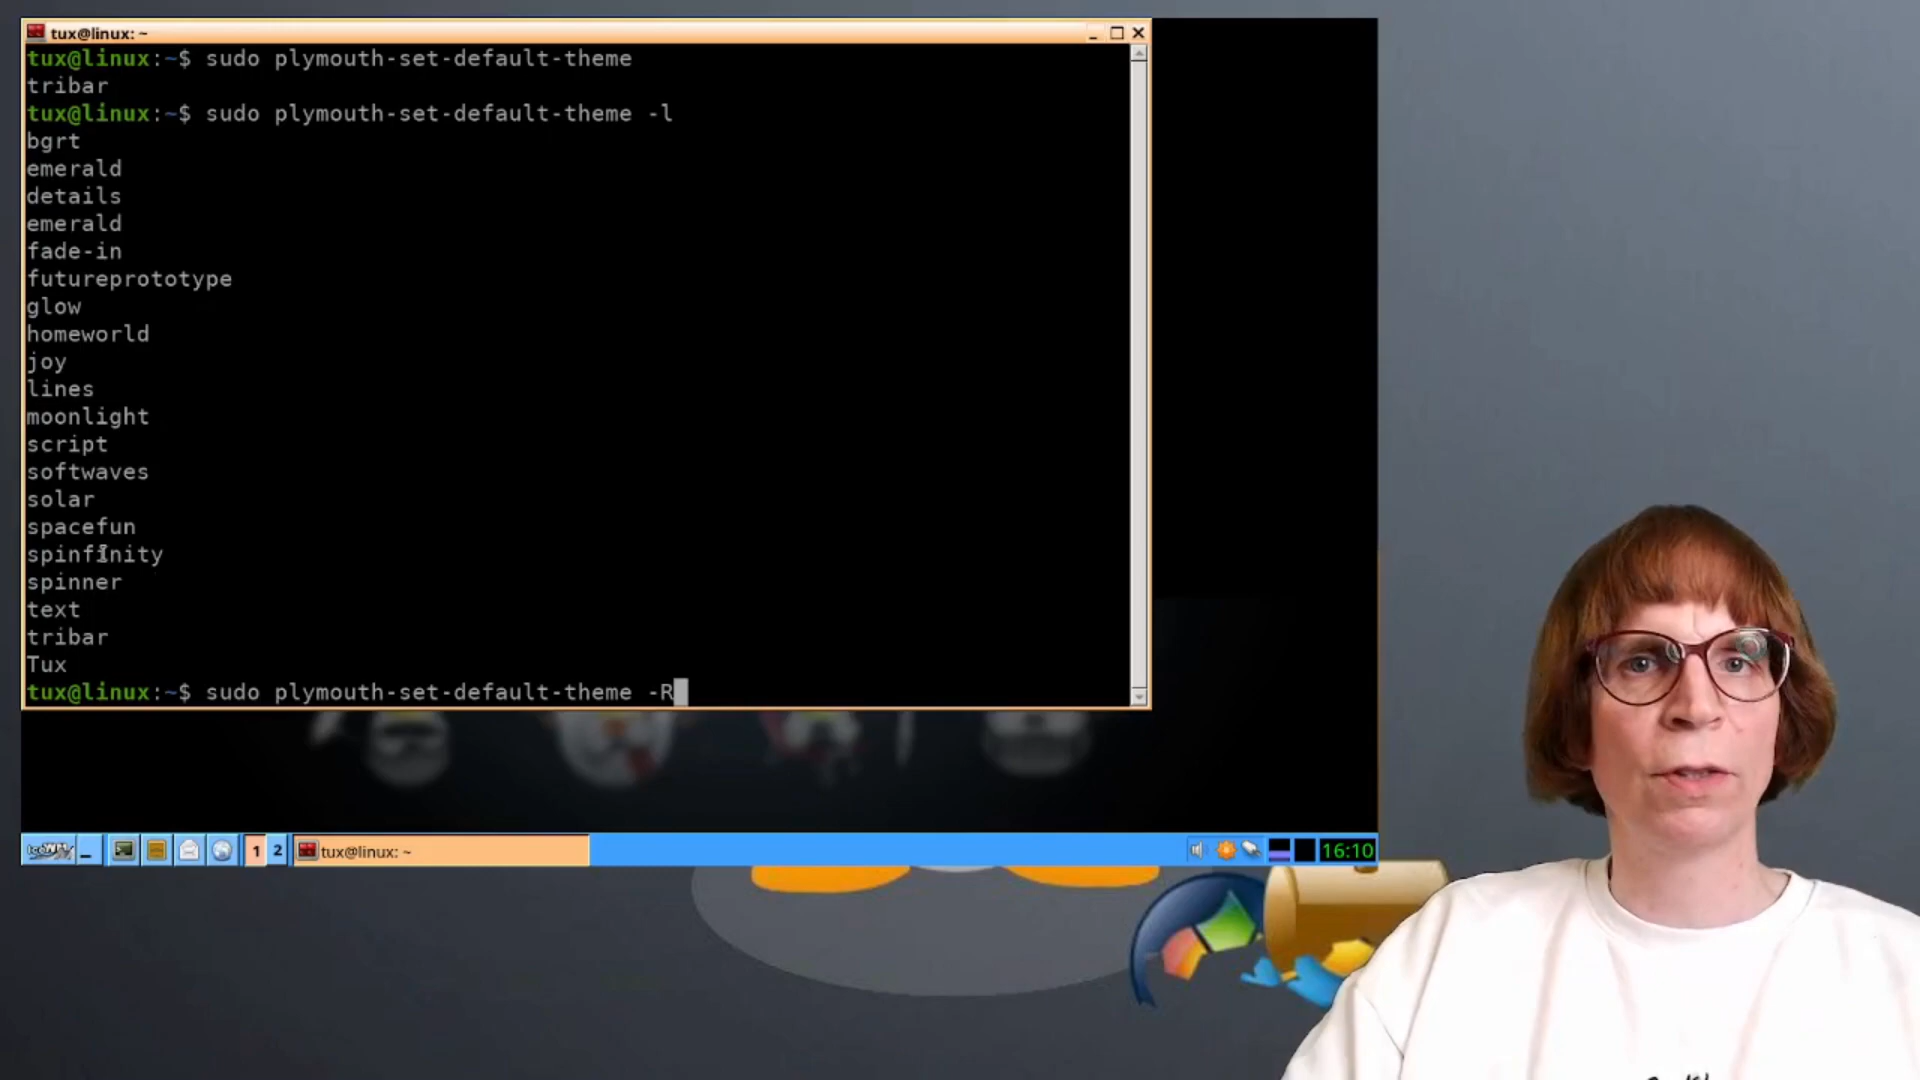 tux@linux: ~
tux@linux:~$ sudo plymouth-set-default-theme
tribar
tux@linux:~$ sudo plymouth-set-default-theme -l
bgrt
emerald
details
emerald
fade-in
futureprototype
glow
homeworld
joy
lines
moonlight
script
softwaves
solar
spacefun
spinfinity
spinner
text
tribar
Tux
tux@linux:~$ sudo plymouth-set-default-theme -R
IceWM
1
2
tux@linux: ~
16:10